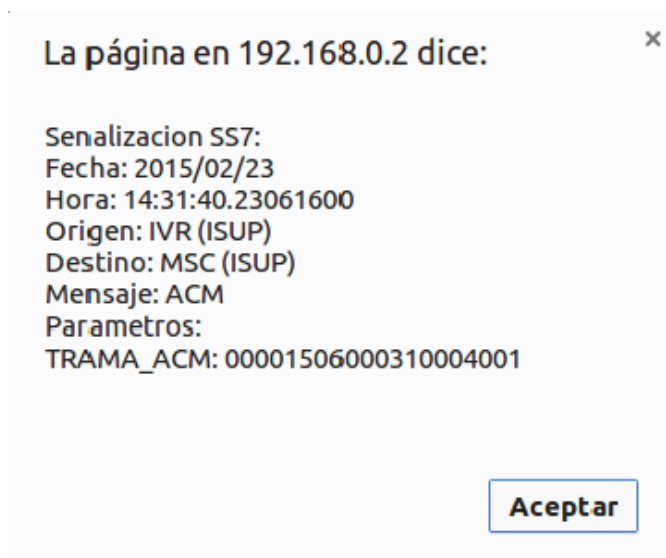 La página en 192.168.0.2 dice:
×
Senalizacion SS7:
Fecha: 2015/02/23
Hora: 14:31:40.23061600
Origen: IVR (ISUP)
Destino: MSC (ISUP)
Mensaje: ACM
Parametros:
TRAMA_ACM: 00001506000310004001
Aceptar